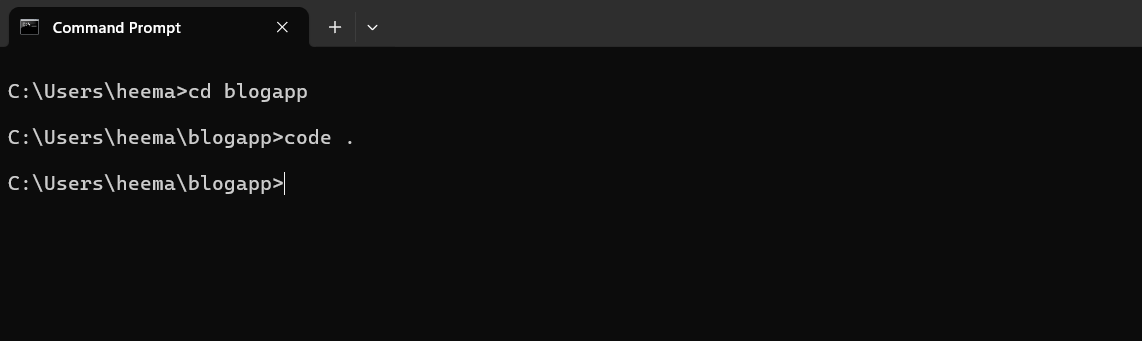 Command Prompt
C:\Users\heema>cd blogapp
C:\Users\heema\blogapp>code .
C:\Users\heema\blogapp>